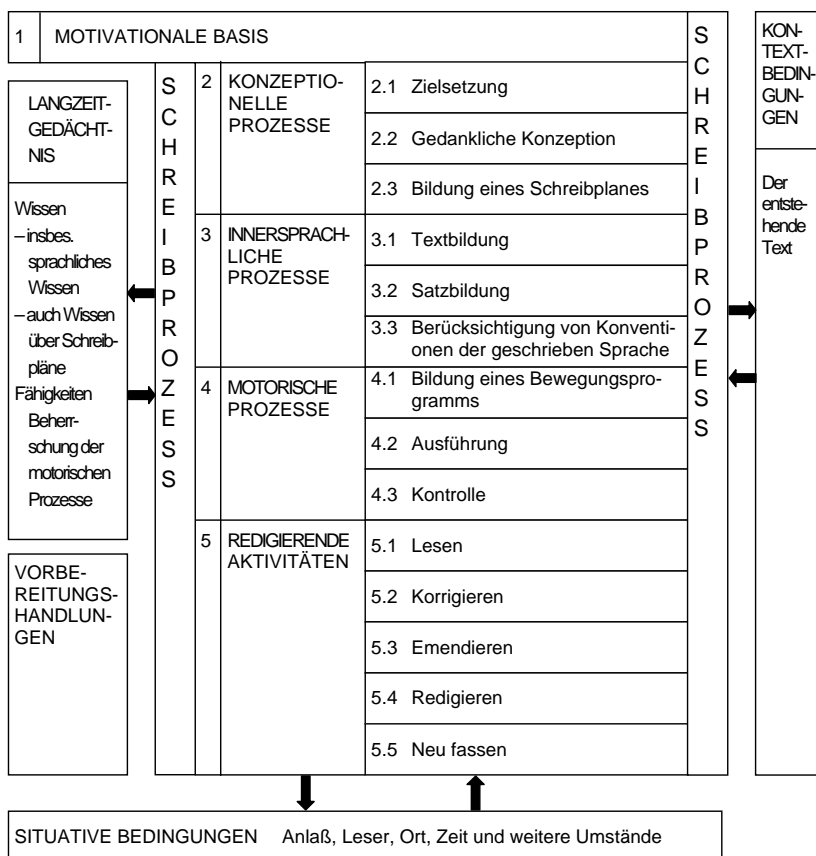 1 MOTIVATIONALE BASIS
LANGZEIT-
GEDÄCHT-
NIS
Wissen
– insbes.
sprachliches
Wissen
– auch Wissen
über Schreib-
pläne
Fähigkeiten
Beherr-
schung der
motorischen
Prozesse
VORBE-
REITUNGS-
HANDLUN-
GEN
SCHREIBPROZESS
2 KONZEPTIO-
NELLE
PROZESSE
2.1 Zielsetzung
2.2 Gedankliche Konzeption
2.3 Bildung eines Schreibplanes
3 INNERSPRACH-
LICHE
PROZESSE
3.1 Textbildung
3.2 Satzbildung
3.3 Berücksichtigung von Konventi-
onen der geschrieben Sprache
4 MOTORISCHE
PROZESSE
4.1 Bildung eines Bewegungspro-
gramms
4.2 Ausführung
4.3 Kontrolle
5 REDIGIERENDE
AKTIVITÄTEN
5.1 Lesen
5.2 Korrigieren
5.3 Emendieren
5.4 Redigieren
5.5 Neu fassen
SCHREIBPROZESS
KON-
TEXT-
BEDIN-
GUN-
GEN
Der
entste-
hende
Text
SITUATIVE BEDINGUNGEN Anlaß, Leser, Ort, Zeit und weitere Umstände